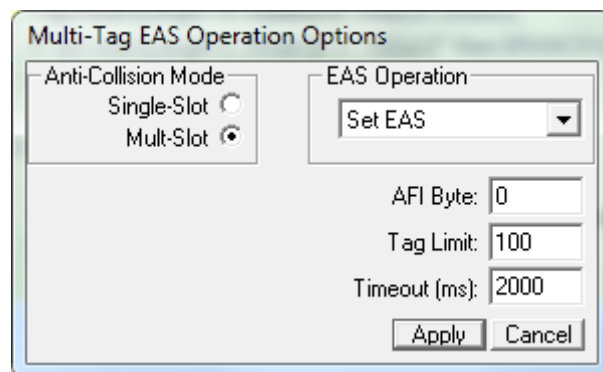 Multi-Tag EAS Operation Options
Anti-Collision Mode
Single-Slot
Mult-Slot
EAS Operation
Set EAS
AFI Byte: 0
Tag Limit: 100
Timeout (ms): 2000
Apply Cancel